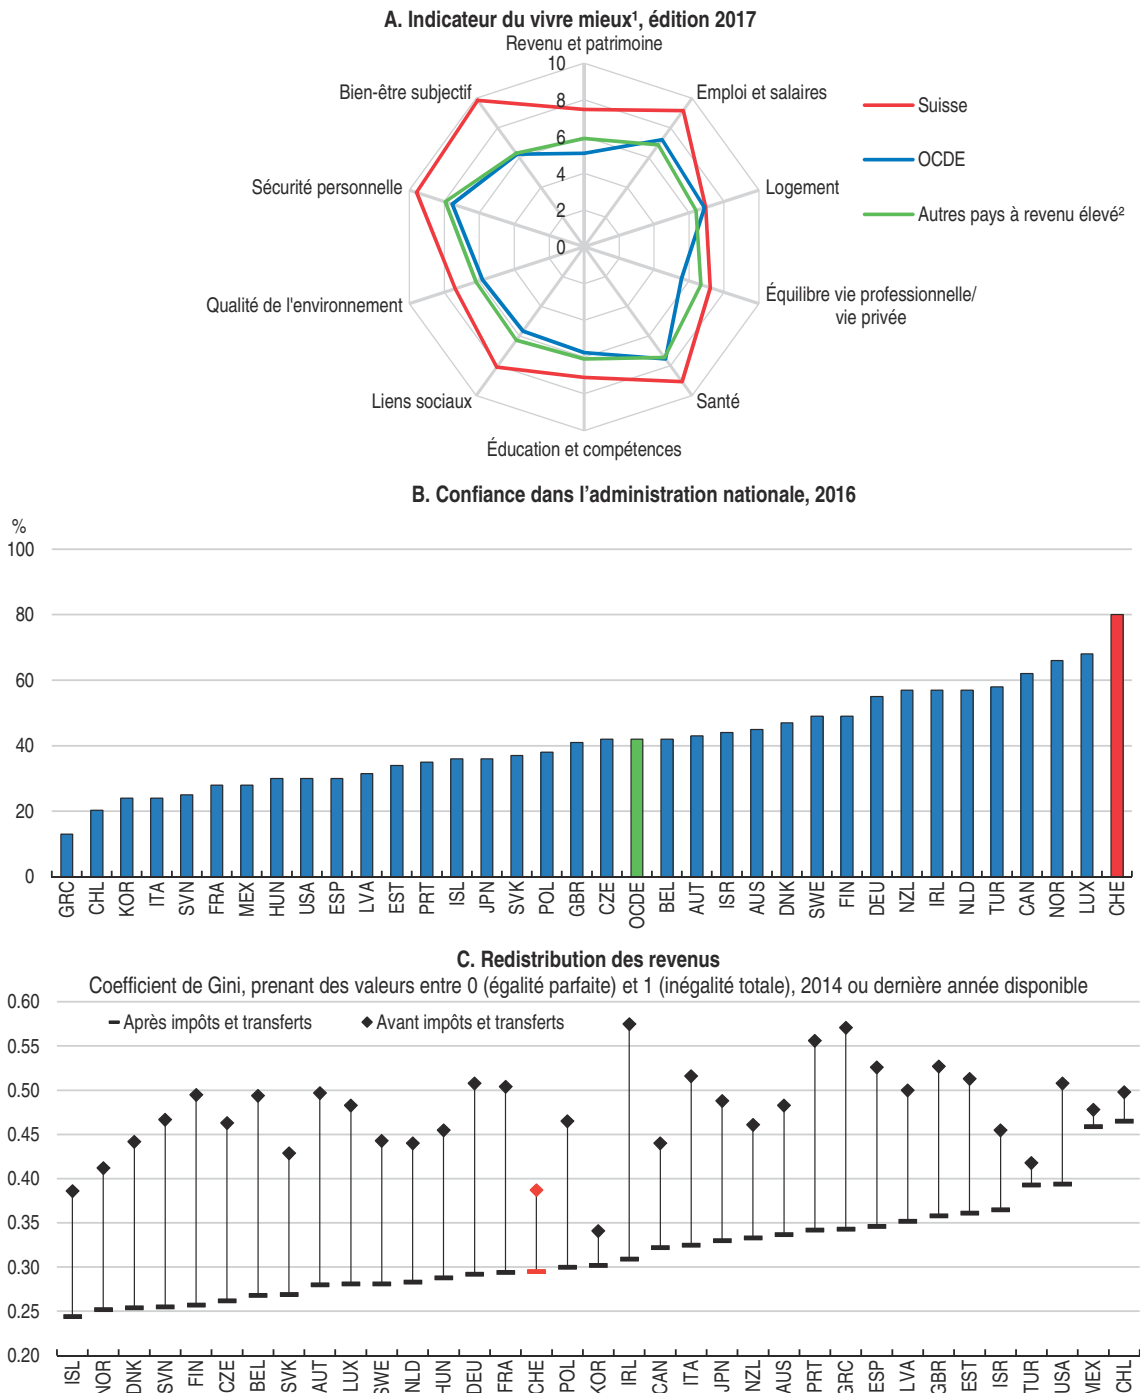 A. Indicateur du vivre mieux¹, édition 2017
Revenu et patrimoine
10
8
6
4
2
0
Emploi et salaires
Logement
Équilibre vie professionnelle/
vie privée
Santé
Éducation et compétences
Liens sociaux
Qualité de l'environnement
Sécurité personnelle
Bien-être subjectif
Suisse
OCDE
Autres pays à revenu élevé²
B. Confiance dans l'administration nationale, 2016
%
100
80
60
40
20
0
GRC CHL KOR ITA SVN FRA MEX HUN USA ESP LVA EST PRT ISL JPN SVK POL GBR CZE OCDE BEL AUT ISR AUS DNK SWE FIN DEU NZL IRL NLD TUR CAN NOR LUX CHE
C. Redistribution des revenus
Coefficient de Gini, prenant des valeurs entre 0 (égalité parfaite) et 1 (inégalité totale), 2014 ou dernière année disponible
Après impôts et transferts
Avant impôts et transferts
0.60
0.55
0.50
0.45
0.40
0.35
0.30
0.25
0.20
ISL NOR DNK SVN FIN CZE BEL SVK AUT LUX SWE NLD HUN DEU FRA CHE POL KOR IRL CAN ITA JPN NZL AUS PRT GRC ESP LVA GBR EST ISR TUR USA MEX CHL